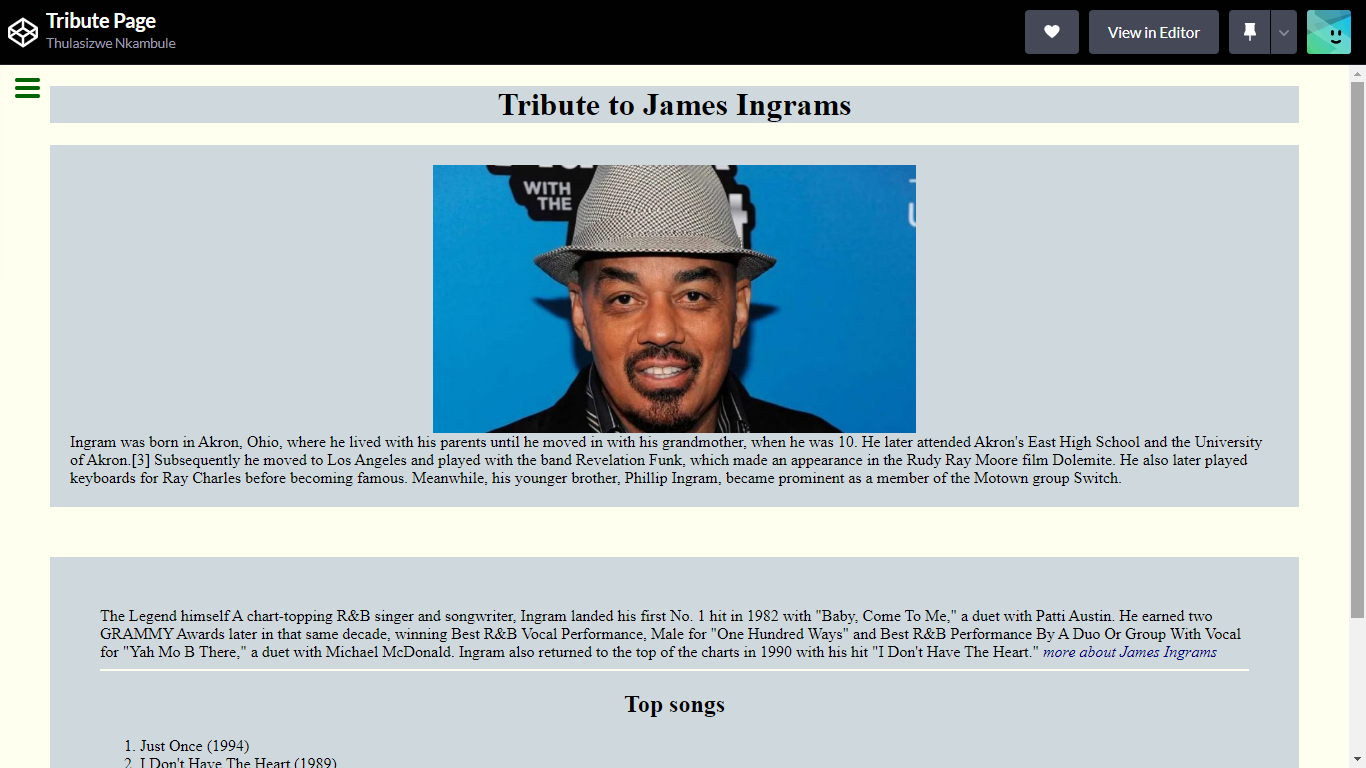 Tribute Page
Thulasizwe Nkambule
View in Editor
Tribute to James Ingrams
WITH
THE
Ingram was born in Akron, Ohio, where he lived with his parents until he moved in with his grandmother, when he was 10. He later attended Akron's East High School and the University
of Akron.[3] Subsequently he moved to Los Angeles and played with the band Revelation Funk, which made an appearance in the Rudy Ray Moore film Dolemite. He also later played
keyboards for Ray Charles before becoming famous. Meanwhile, his younger brother, Phillip Ingram, became prominent as a member of the Motown group Switch.
The Legend himself A chart-topping R&B singer and songwriter, Ingram landed his first No. 1 hit in 1982 with "Baby, Come To Me," a duet with Patti Austin. He earned two
GRAMMY Awards later in that same decade, winning Best R&B Vocal Performance, Male for "One Hundred Ways" and Best R&B Performance By A Duo Or Group With Vocal
for "Yah Mo B There," a duet with Michael McDonald. Ingram also returned to the top of the charts in 1990 with his hit "I Don't Have The Heart." more about James Ingrams
Top songs
1. Just Once (1994)
2. I Don't Have The Heart (1989)